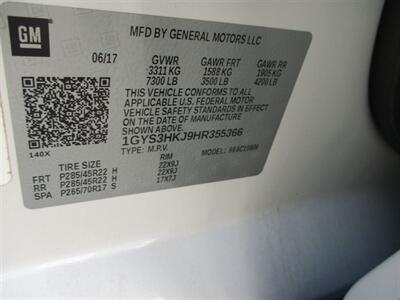 GM
MFD BY GENERAL MOTORS LLC
06/17 GVWR GAWR FRT GAWR RR
3311 KG 1588 KG 1905 KG
7300 LB 3500 LB 4200 LB
THIS VEHICLE CONFORMS TO ALL
APPLICABLE U.S. FEDERAL MOTOR
VEHICLE SAFETY STANDARDS IN EFFECT
ON THE DATE OF MANUFACTURE SHOWN ABOVE.
1GYS3HKJ9HR355366
TYPE: M.P.V. MODEL:
140X
TIRE SIZE RIM
FRT P285/45R22 H 22X9J
RR P285/45R22 H 22X9J
SPA P265/70R17 S 17X7J